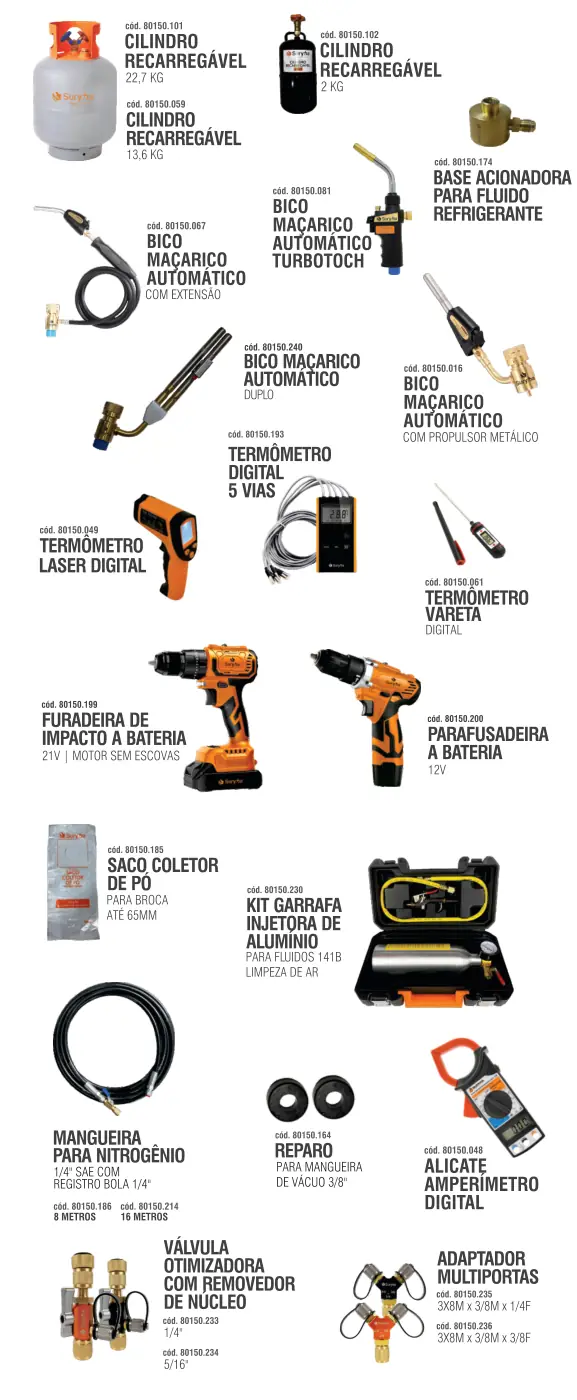 cód. 80150.101
CILINDRO
RECARREGÁVEL
22,7 KG
cód. 80150.059
CILINDRO
RECARREGÁVEL
13,6 KG
cód. 80150.102
CILINDRO
RECARREGÁVEL
2 KG
cód. 80150.174
BASE ACIONADORA
PARA FLUIDO
REFRIGERANTE
cód. 80150.081
BICO
MAÇARICO
AUTOMÁTICO
TURBOTOCH
cód. 80150.067
BICO
MAÇARICO
AUTOMÁTICO
COM EXTENSÃO
cód. 80150.240
BICO MAÇARICO
AUTOMÁTICO
DUPLO
cód. 80150.016
BICO
MAÇARICO
AUTOMÁTICO
COM PROPULSOR METÁLICO
cód. 80150.193
TERMÔMETRO
DIGITAL
5 VIAS
cód. 80150.049
TERMÔMETRO
LASER DIGITAL
cód. 80150.061
TERMÔMETRO
VARETA
DIGITAL
cód. 80150.199
FURADEIRA DE
IMPACTO A BATERIA
21V | MOTOR SEM ESCOVAS
cód. 80150.200
PARAFUSADEIRA
A BATERIA
12V
Suryha
SACO
COLETOR
DE PÓ
cód. 80150.185
SACO COLETOR
DE PÓ
PARA BROCA
ATÉ 65MM
cód. 80150.230
KIT GARRAFA
INJETORA DE
ALUMÍNIO
PARA FLUIDOS 141B
LIMPEZA DE AR
MANGUEIRA
PARA NITROGÊNIO
1/4" SAE COM
REGISTRO BOLA 1/4"
cód. 80150.186 cód. 80150.214
8 METROS 16 METROS
cód. 80150.164
REPARO
PARA MANGUEIRA
DE VÁCUO 3/8"
cód. 80150.048
ALICATE
AMPERÍMETRO
DIGITAL
VÁLVULA
OTIMIZADORA
COM REMOVEDOR
DE NÚCLEO
cód. 80150.233
1/4"
cód. 80150.234
5/16"
ADAPTADOR
MULTIPORTAS
cód. 80150.235
3X8M x 3/8M x 1/4F
cód. 80150.236
3X8M x 3/8M x 3/8F